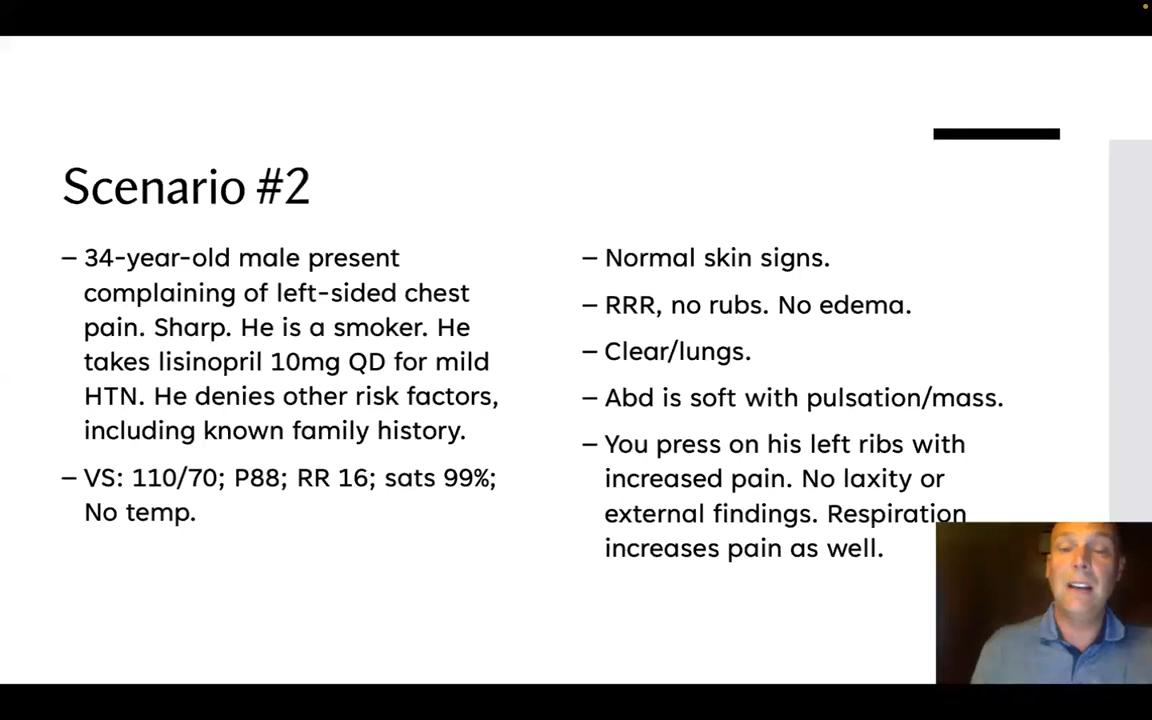 Scenario #2
– 34-year-old male present
complaining of left-sided chest
pain. Sharp. He is a smoker. He
takes lisinopril 10mg QD for mild
HTN. He denies other risk factors,
including known family history.
– VS: 110/70; P88; RR 16; sats 99%;
No temp.
– Normal skin signs.
– RRR, no rubs. No edema.
– Clear/lungs.
– Abd is soft with pulsation/mass.
– You press on his left ribs with
increased pain. No laxity or
external findings. Respiration
increases pain as well.